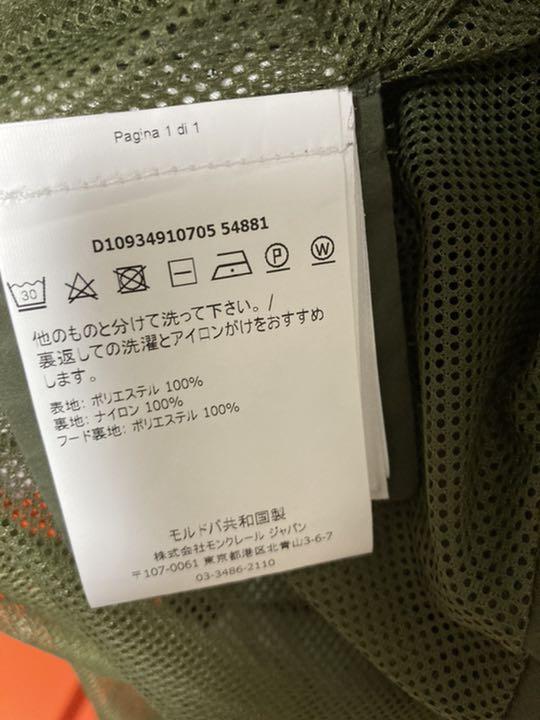 Pagina 1 di 1
D10934910705 54881
30 P W
他のものと分けて洗って下さい。/
裏返しての洗濯とアイロンがけをおすすめ
します。
表地: ポリエステル 100%
裏地: ナイロン 100%
フード裏地: ポリエステル 100%
モルドバ共和国製
株式会社モンクレール ジャパン
〒107-0061 東京都港区北青山3-6-7
03-3486-2110